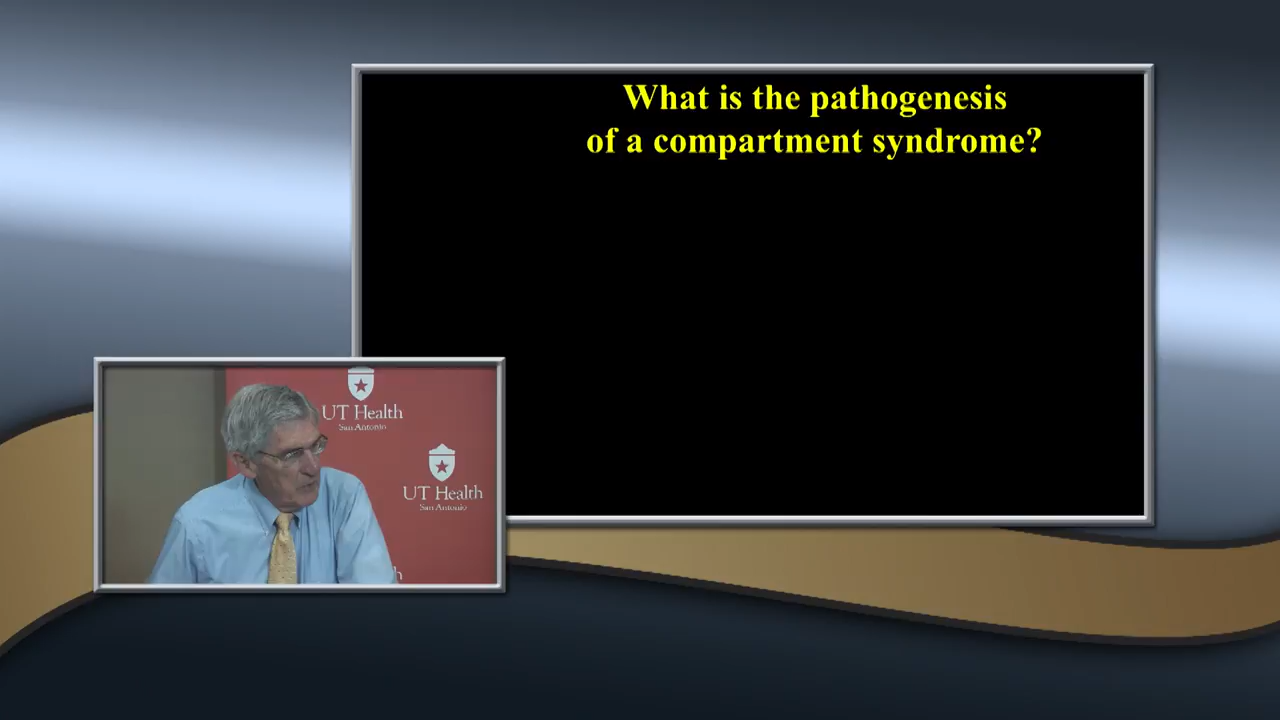 What is the pathogenesis
of a compartment syndrome?
UT Health
San Antonio
UT Health
San Antonio
h